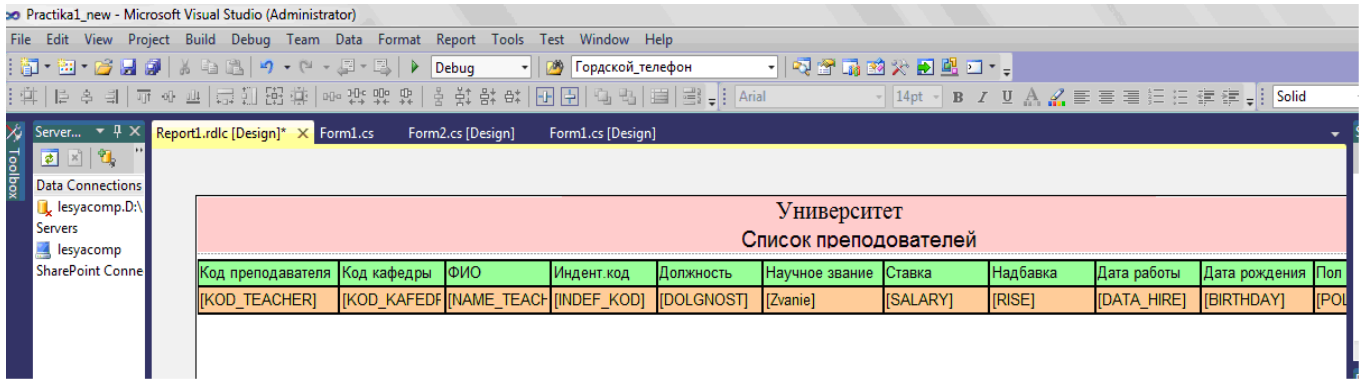 Practika1_new - Microsoft Visual Studio (Administrator)
File Edit View Project Build Debug Team Data Format Report Tools Test Window Help
Debug Гордской_телефон
Arial 14pt B I U A Solid
Toolbox
Server...
Report1.rdlc [Design]* Form1.cs Form2.cs [Design] Form1.cs [Design]
Data Connections
lesyacomp.D:\
Servers
lesyacomp
SharePoint Conne
Университет
Список преподователей
Код преподавателя Код кафедры ФИО Индент.код Должность Научное звание Ставка Надбавка Дата работы Дата рождения Пол
[KOD_TEACHER] [KOD_KAFEDF [NAME_TEACH [INDEF_KOD] [DOLGNOST] [Zvanie] [SALARY] [RISE] [DATA_HIRE] [BIRTHDAY] [POL